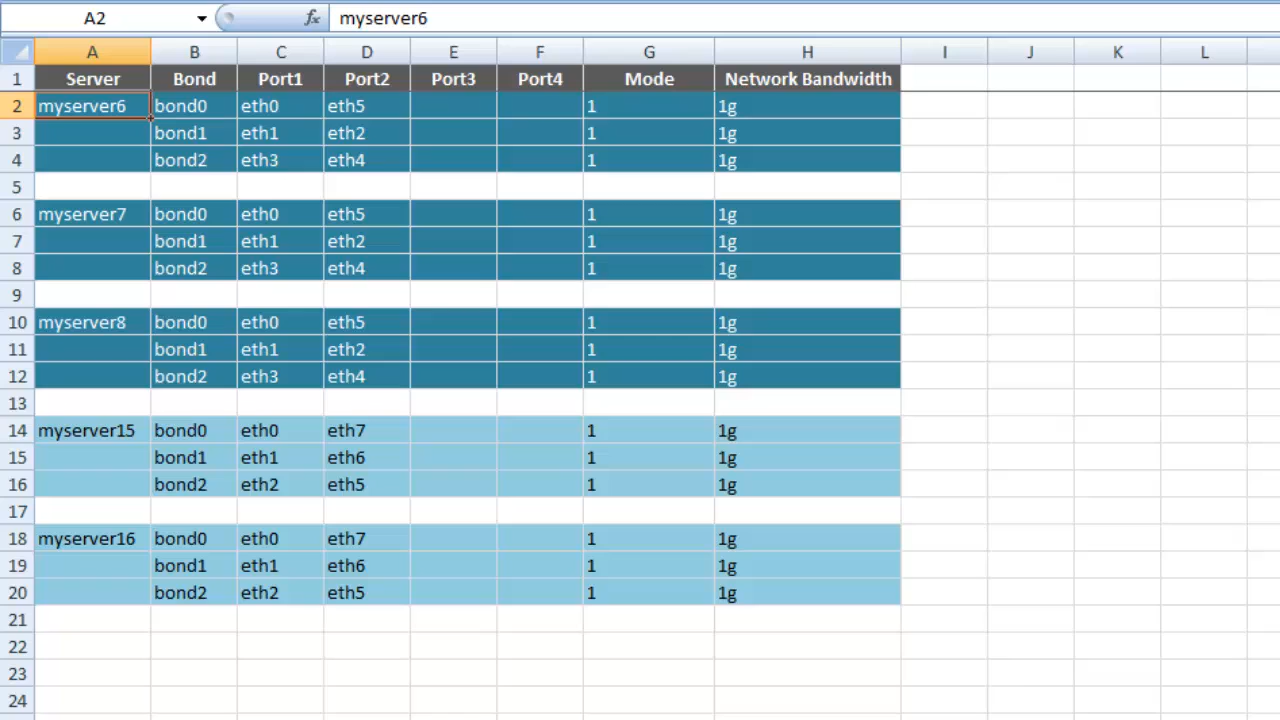 A2 fx myserver6
A B C D E F G H I J K L
1 Server Bond Port1 Port2 Port3 Port4 Mode Network Bandwidth
2 myserver6 bond0 eth0 eth5 1 1g
3 bond1 eth1 eth2 1 1g
4 bond2 eth3 eth4 1 1g
5
6 myserver7 bond0 eth0 eth5 1 1g
7 bond1 eth1 eth2 1 1g
8 bond2 eth3 eth4 1 1g
9
10 myserver8 bond0 eth0 eth5 1 1g
11 bond1 eth1 eth2 1 1g
12 bond2 eth3 eth4 1 1g
13
14 myserver15 bond0 eth0 eth7 1 1g
15 bond1 eth1 eth6 1 1g
16 bond2 eth2 eth5 1 1g
17
18 myserver16 bond0 eth0 eth7 1 1g
19 bond1 eth1 eth6 1 1g
20 bond2 eth2 eth5 1 1g
21
22
23
24